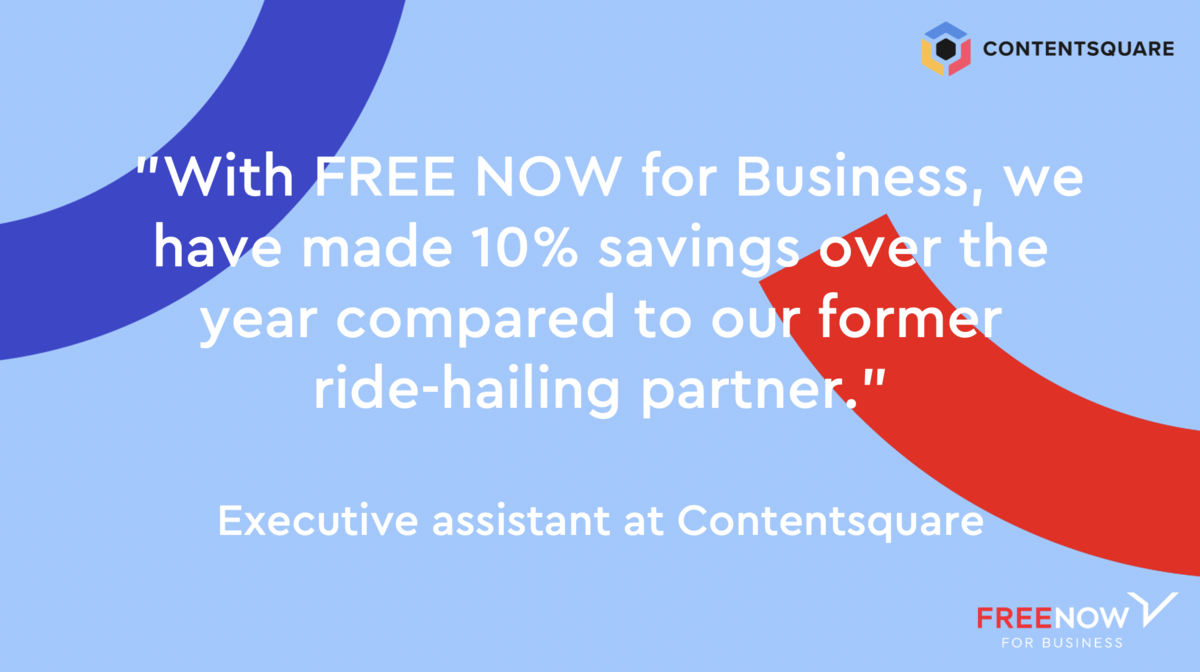 CONTENTSQUARE
"With FREE NOW for Business, we
have made 10% savings over the
year compared to our former
ride-hailing partner."
Executive assistant at Contentsquare
FREENOW
FOR BUSINESS